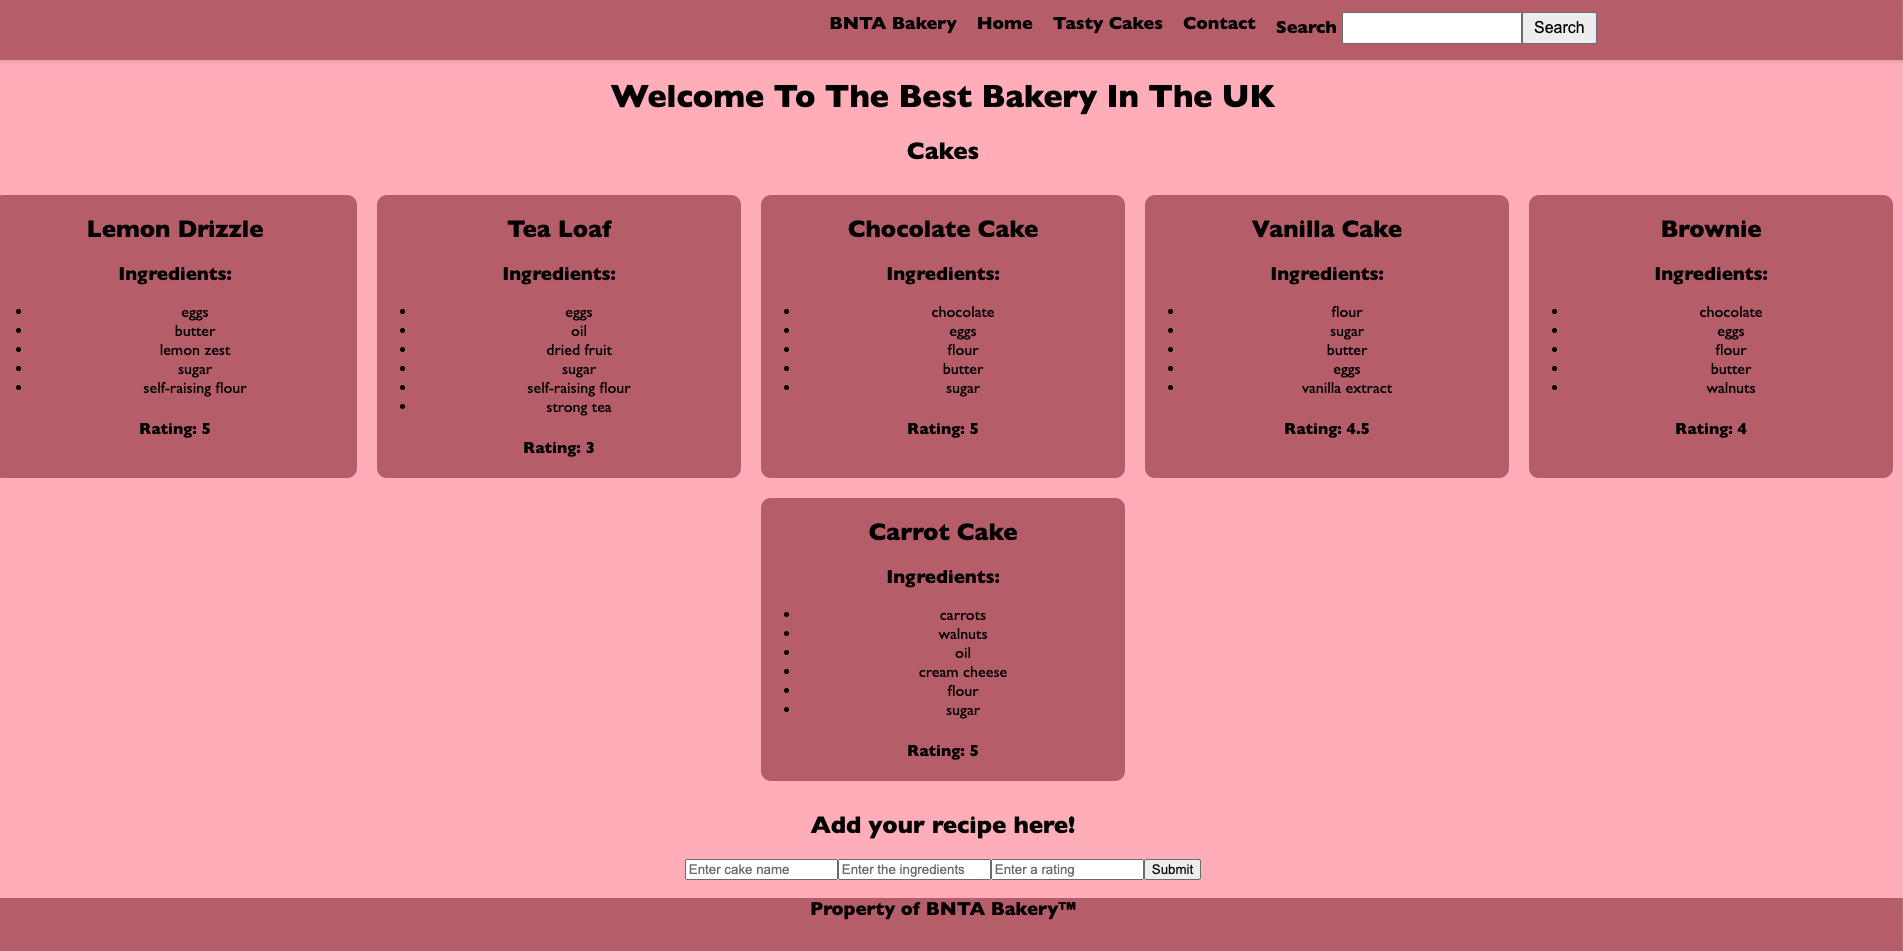 BNTA Bakery Home Tasty Cakes Contact Search Search
Welcome To The Best Bakery In The UK
Cakes
Lemon Drizzle
Ingredients:
eggs
butter
lemon zest
sugar
self-raising flour
Rating: 5
Tea Loaf
Ingredients:
eggs
oil
dried fruit
sugar
self-raising flour
strong tea
Rating: 3
Chocolate Cake
Ingredients:
chocolate
eggs
flour
butter
sugar
Rating: 5
Vanilla Cake
Ingredients:
flour
sugar
butter
eggs
vanilla extract
Rating: 4.5
Brownie
Ingredients:
chocolate
eggs
flour
butter
walnuts
Rating: 4
Carrot Cake
Ingredients:
carrots
walnuts
oil
cream cheese
flour
sugar
Rating: 5
Add your recipe here!
Enter cake name Enter the ingredients Enter a rating Submit
Property of BNTA Bakery™